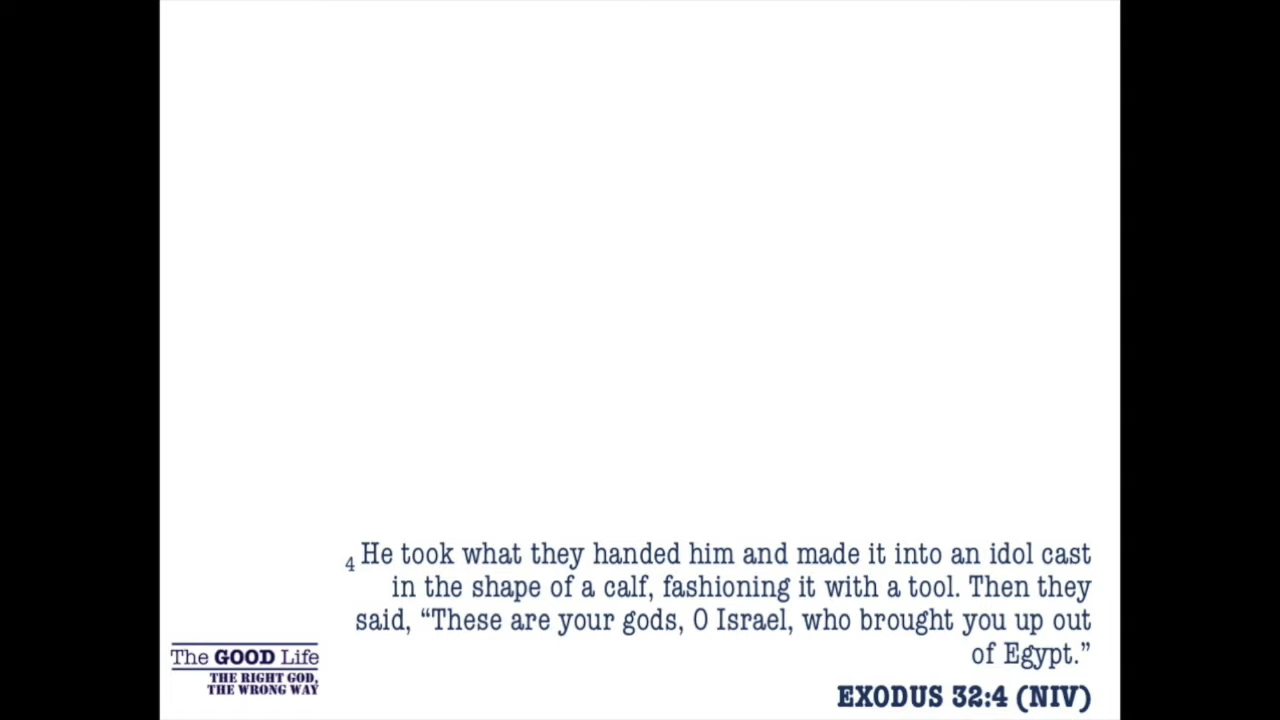 4 He took what they handed him and made it into an idol cast
in the shape of a calf, fashioning it with a tool. Then they
said, “These are your gods, O Israel, who brought you up out
of Egypt.”
EXODUS 32:4 (NIV)
The GOOD Life
THE RIGHT GOD,
THE WRONG WAY